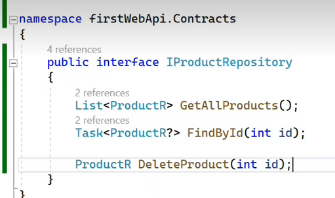 namespace firstWebApi.Contracts
{
4 references
public interface IProductRepository
{
2 references
List<ProductR> GetAllProducts();
2 references
Task<ProductR?> FindById(int id);
ProductR DeleteProduct(int id);
}
}